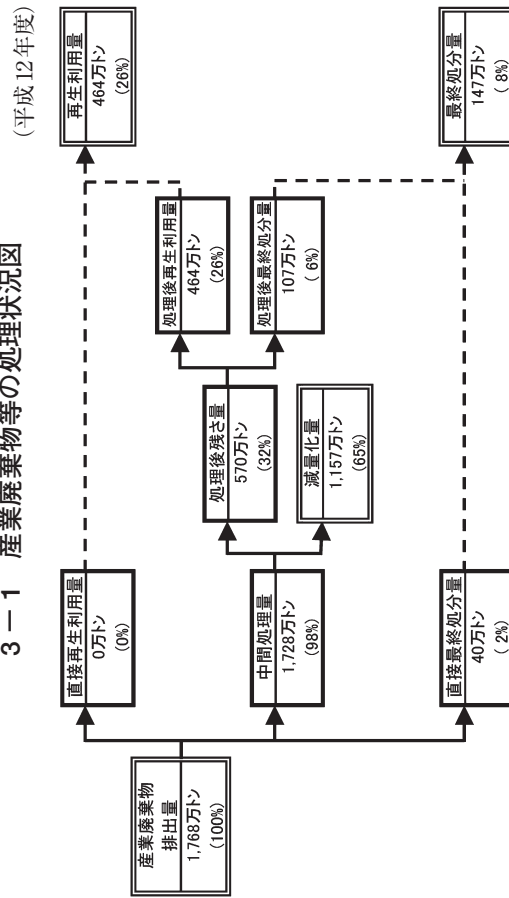 3－1 産業廃棄物等の処理状況図
(平成12年度)
産業廃棄物
排出量
1,768万トン
(100%)
直接再生利用量
0万トン
(0%)
中間処理量
1,728万トン
(98%)
直接最終処分量
40万トン
( 2%)
処理後残さ量
570万トン
(32%)
減量化量
1,157万トン
(65%)
処理後再生利用量
464万トン
(26%)
処理後最終処分量
107万トン
( 6%)
再生利用量
464万トン
(26%)
最終処分量
147万トン
( 8%)